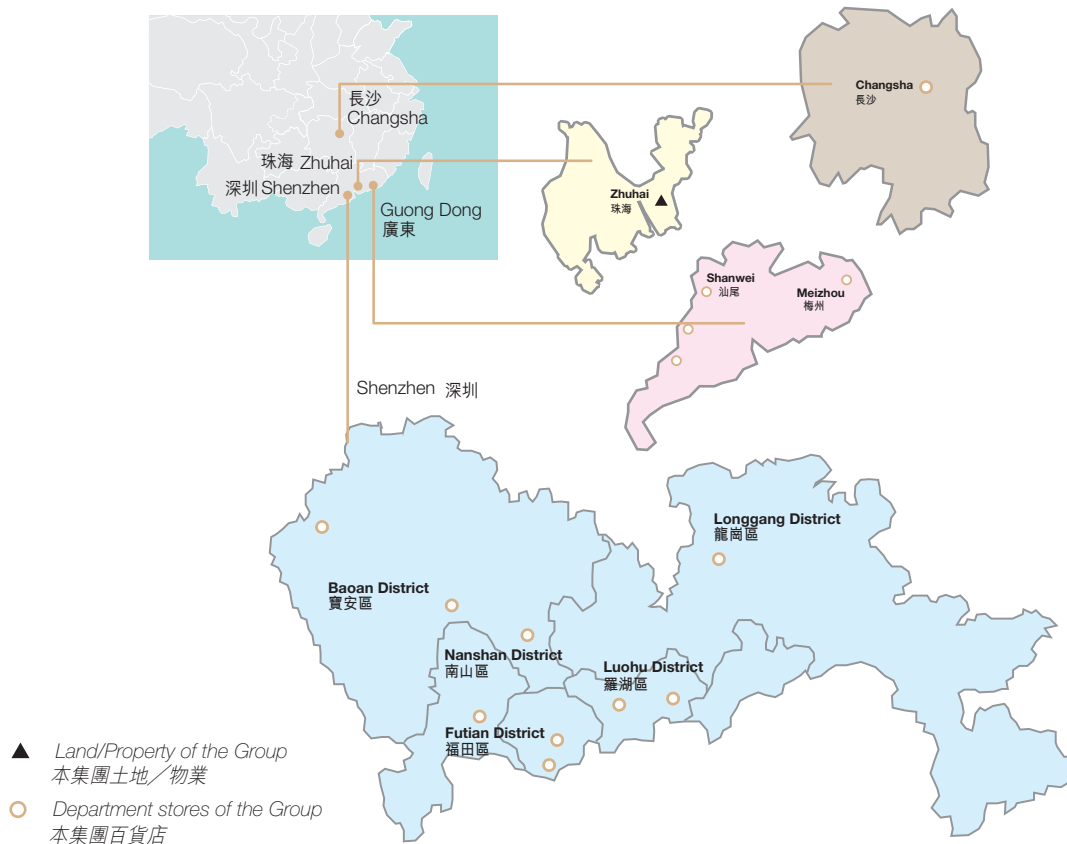 長沙
Changsha
珠海 Zhuhai
深圳 Shenzhen
Guong Dong
廣東
Changsha
長沙
Zhuhai
珠海
Shanwei
汕尾
Meizhou
梅州
Shenzhen 深圳
Longgang District
龍崗區
Baoan District
寶安區
Nanshan District
南山區
Luohu District
羅湖區
Futian District
福田區
Land/Property of the Group
本集團土地／物業
Department stores of the Group
本集團百貨店